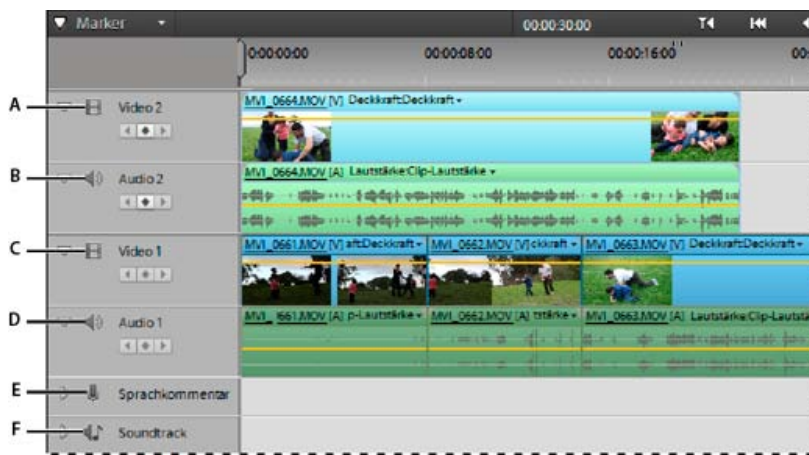 Marker
00:00:30:00
0:00:00:00 00:00:08:00 00:00:16:00 00:
A Video 2
MVI_0664.MOV [V] Deckkraft:Deckkraft
B Audio 2
MVI_0664.MOV [A] Lautstärke:Clip-Lautstärke
C Video 1
MVI_0661.MOV [V] aft:Deckkraft MVI_0662.MOV [V] ckkraft MVI_0663.MOV [V] Deckkraft:Deckkraft
D Audio 1
MVI_ 661.MOV [A] p-Lautstärke MVI_0662.MOV [A] tstärke MVI_0663.MOV [A] Lautstärke:Clip-Lautstä
E Sprachkommentar
F Soundtrack